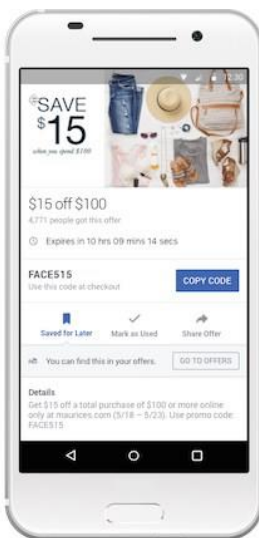 12:30
SAVE
$15
when you spend $100
$15 off $100
4,771 people got this offer
Expires in 10 hrs 09 mins 14 secs
FACE515
Use this code at checkout
COPY CODE
Saved for Later
Mark as Used
Share Offer
You can find this in your offers.
GO TO OFFERS
Details
Get $15 off a total purchase of $100 or more online
only at maurices.com (5/18 – 5/23). Use promo code:
FACE515